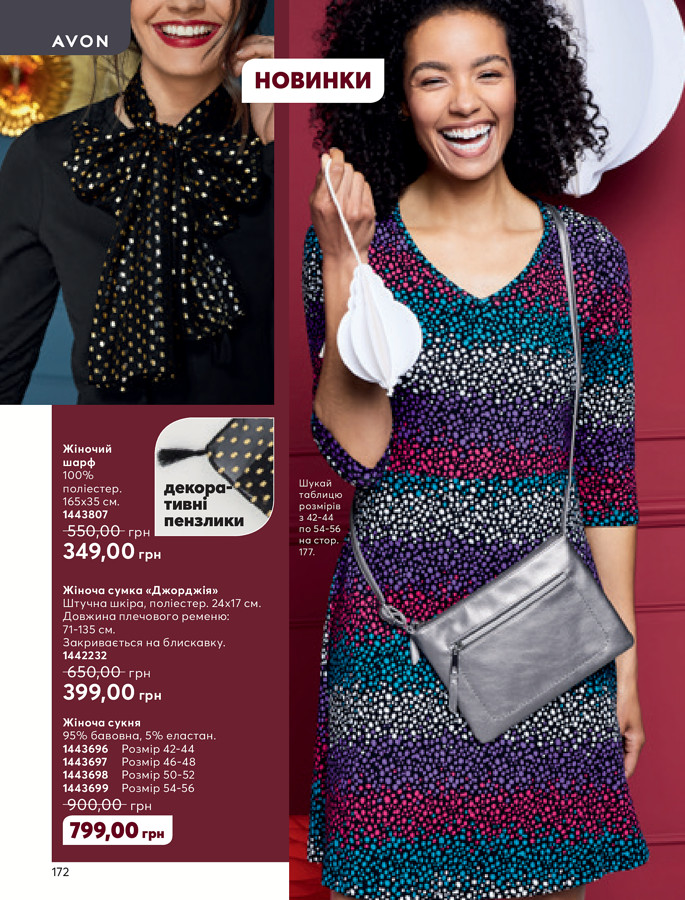 AVON
НОВИНКИ
Жіночий
шарф
100%
поліестер.
165х35 см.
1443807
550,00 грн
349,00 грн
декора-
тивні
пензлики
Шукай
таблицю
розмірів
з 42-44
по 54-56
на стор.
177.
Жіноча сумка «Джорджія»
Штучна шкіра, поліестер. 24х17 см.
Довжина плечового ременю:
71-135 см.
Закривається на блискавку.
1442232
650,00 грн
399,00 грн
Жіноча сукня
95% бавовна, 5% еластан.
1443696 Розмір 42-44
1443697 Розмір 46-48
1443698 Розмір 50-52
1443699 Розмір 54-56
900,00 грн
799,00 грн
172